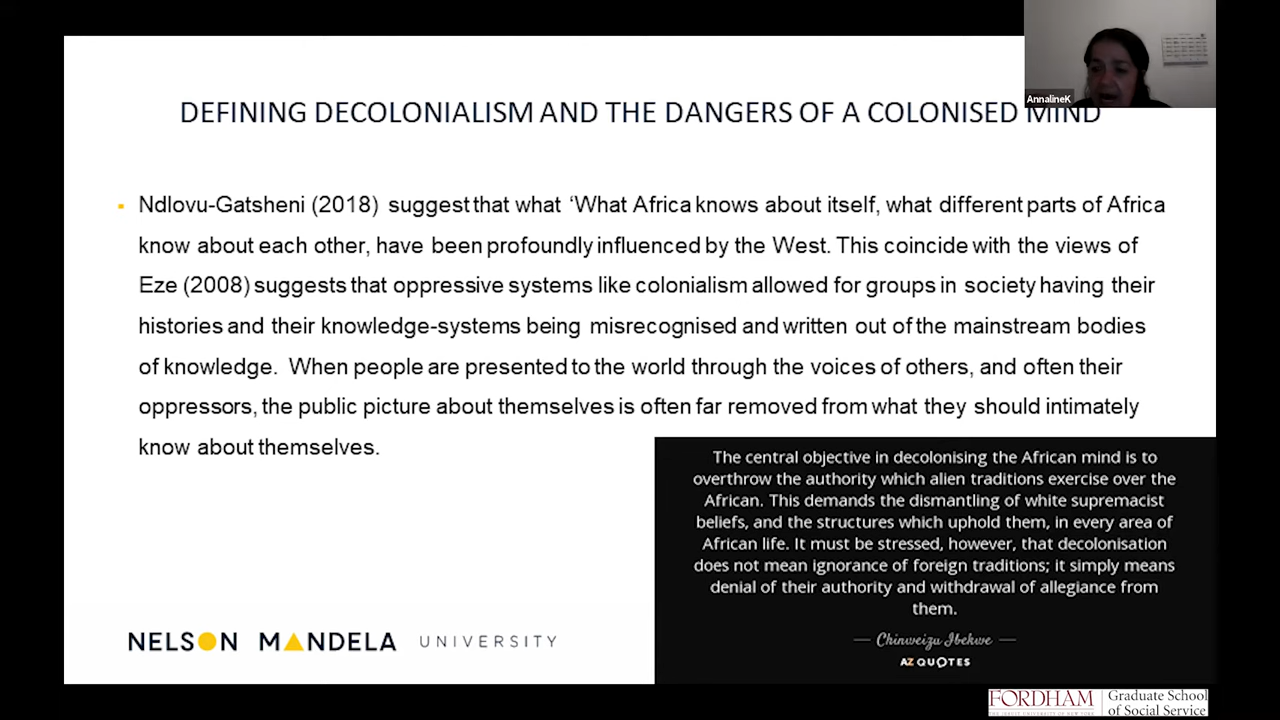 AnnalineK
DEFINING DECOLONIALISM AND THE DANGERS OF A COLONISED MIND
Ndlovu-Gatsheni (2018) suggest that what ‘What Africa knows about itself, what different parts of Africa
know about each other, have been profoundly influenced by the West. This coincide with the views of
Eze (2008) suggests that oppressive systems like colonialism allowed for groups in society having their
histories and their knowledge-systems being misrecognised and written out of the mainstream bodies
of knowledge. When people are presented to the world through the voices of others, and often their
oppressors, the public picture about themselves is often far removed from what they should intimately
know about themselves.
The central objective in decolonising the African mind is to
overthrow the authority which alien traditions exercise over the
African. This demands the dismantling of white supremacist
beliefs, and the structures which uphold them, in every area of
African life. It must be stressed, however, that decolonisation
does not mean ignorance of foreign traditions; it simply means
denial of their authority and withdrawal of allegiance from
them.
— Chinweizu Ibekwe —
AZ QUOTES
NELSON MANDELA UNIVERSITY
FORDHAM
Graduate School
of Social Service